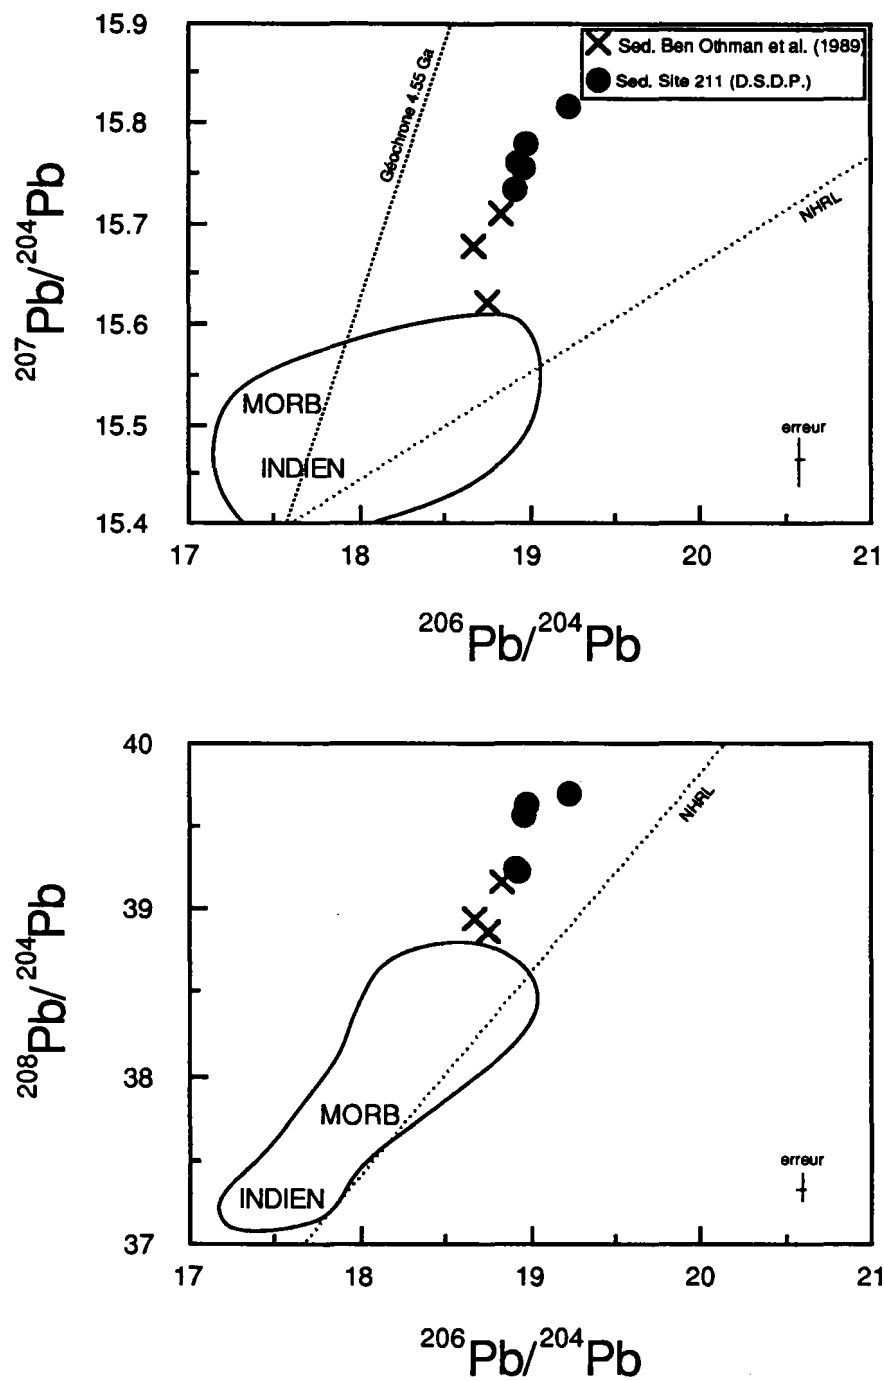 15.9
Sed. Ben Othman et al. (1989)
Sed. Site 211 (D.S.D.P.)
Géochrone 4.55 Ga
15.8
15.7
NHRL
15.6
15.5
15.4
MORB
INDIEN
erreur
207Pb/204Pb
17 18 19 20 21
206Pb/204Pb
40
NHRL
39
38
37
MORB
INDIEN
erreur
208Pb/204Pb
17 18 19 20 21
206Pb/204Pb